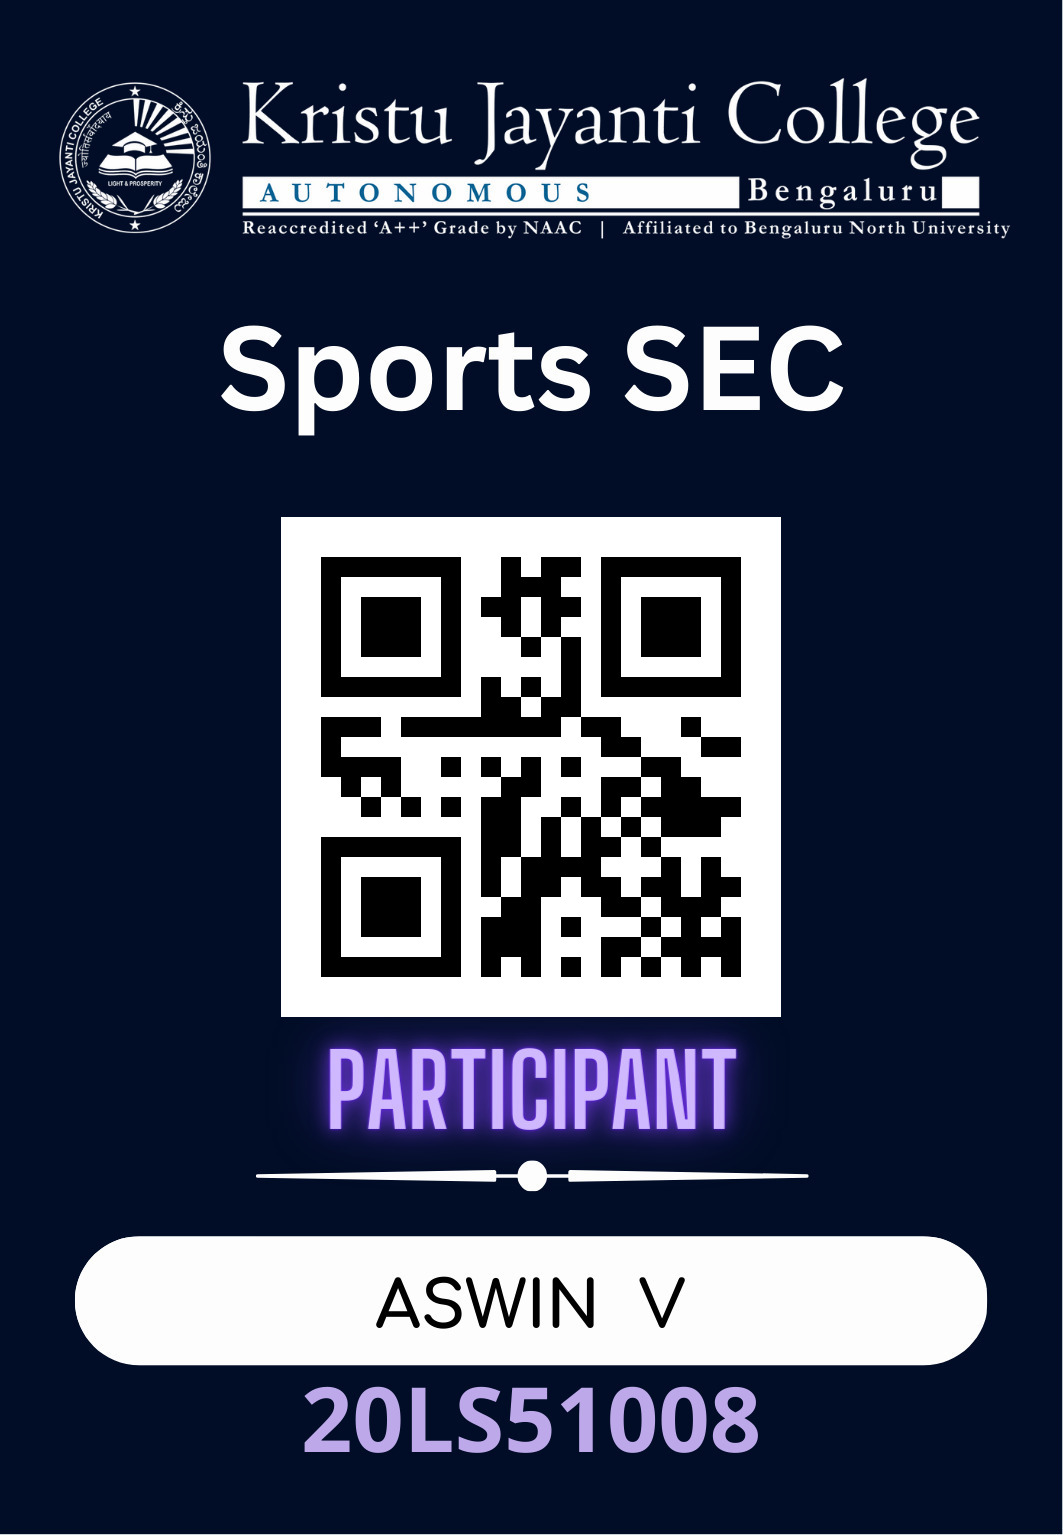 Kristu Jayanti College
AUTONOMOUS Bengaluru
Reaccredited ‘A++’ Grade by NAAC | Affiliated to Bengaluru North University
KRISTU JAYANTI COLLEGE
LIGHT & PROSPERITY
Sports SEC
PARTICIPANT
ASWIN V
20LS51008